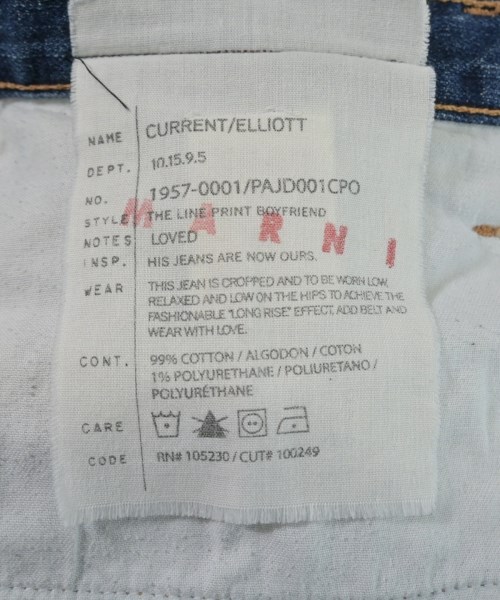 NAME CURRENT/ELLIOTT
DEPT. 10.15.9.5
NO. 1957-0001/PAJD001CPO
STYLE THE LINE PRINT BOYFRIEND
MARNI
NOTES LOVED
INSP. HIS JEANS ARE NOW OURS.
WEAR THIS JEAN IS CROPPED AND TO BE WORN LOW,
RELAXED AND LOW ON THE HIPS TO ACHIEVE THE
FASHIONABLE "LONG RISE" EFFECT, ADD BELT AND
WEAR WITH LOVE.
CONT. 99% COTTON / ALGODON / COTON
1% POLYURETHANE / POLIURETANO /
POLYURÉTHANE
CARE
CODE RN# 105230 / CUT# 100249